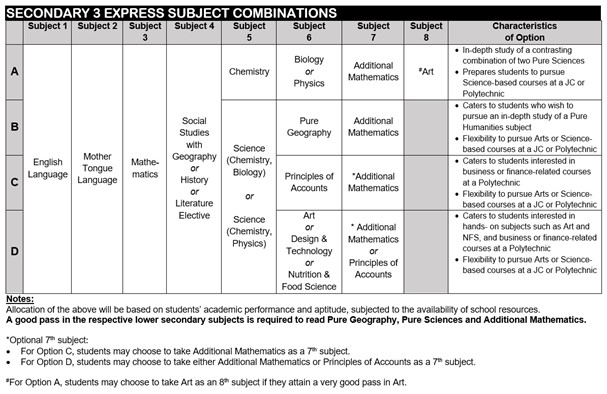 SECONDARY 3 EXPRESS SUBJECT COMBINATIONS
Subject 1
Subject 2
Subject
3
Subject 4
Subject
5
Subject
6
Subject
7
Subject
8
Characteristics
of Option
A
English
Language
Mother
Tongue
Language
Mathe-
matics
Social
Studies
with
Geography
or
History
or
Literature
Elective
Chemistry
Biology
or
Physics
Additional
Mathematics
#Art
• In-depth study of a contrasting
combination of two Pure Sciences
• Prepares students to pursue
Science-based courses at a JC or
Polytechnic
B
Science
(Chemistry,
Biology)
or
Science
(Chemistry,
Physics)
Pure
Geography
Additional
Mathematics
• Caters to students who wish to
pursue an in-depth study of a Pure
Humanities subject
• Flexibility to pursue Arts or Science-
based courses at a JC or Polytechnic
C
Principles of
Accounts
*Additional
Mathematics
• Caters to students interested in
business or finance-related courses
at a Polytechnic
• Flexibility to pursue Arts or Science-
based courses at a JC or Polytechnic
D
Art
or
Design &
Technology
or
Nutrition &
Food Science
* Additional
Mathematics
or
Principles of
Accounts
• Caters to students interested in
hands- on subjects such as Art and
NFS, and business or finance-related
courses at a Polytechnic
• Flexibility to pursue Arts or Science-
based courses at a JC or Polytechnic
Notes:
Allocation of the above will be based on students' academic performance and aptitude, subjected to the availability of school resources.
A good pass in the respective lower secondary subjects is required to read Pure Geography, Pure Sciences and Additional Mathematics.
*Optional 7th subject:
• For Option C, students may choose to take Additional Mathematics as a 7th subject.
• For Option D, students may choose to take either Additional Mathematics or Principles of Accounts as a 7th subject.
#For Option A, students may choose to take Art as an 8th subject if they attain a very good pass in Art.